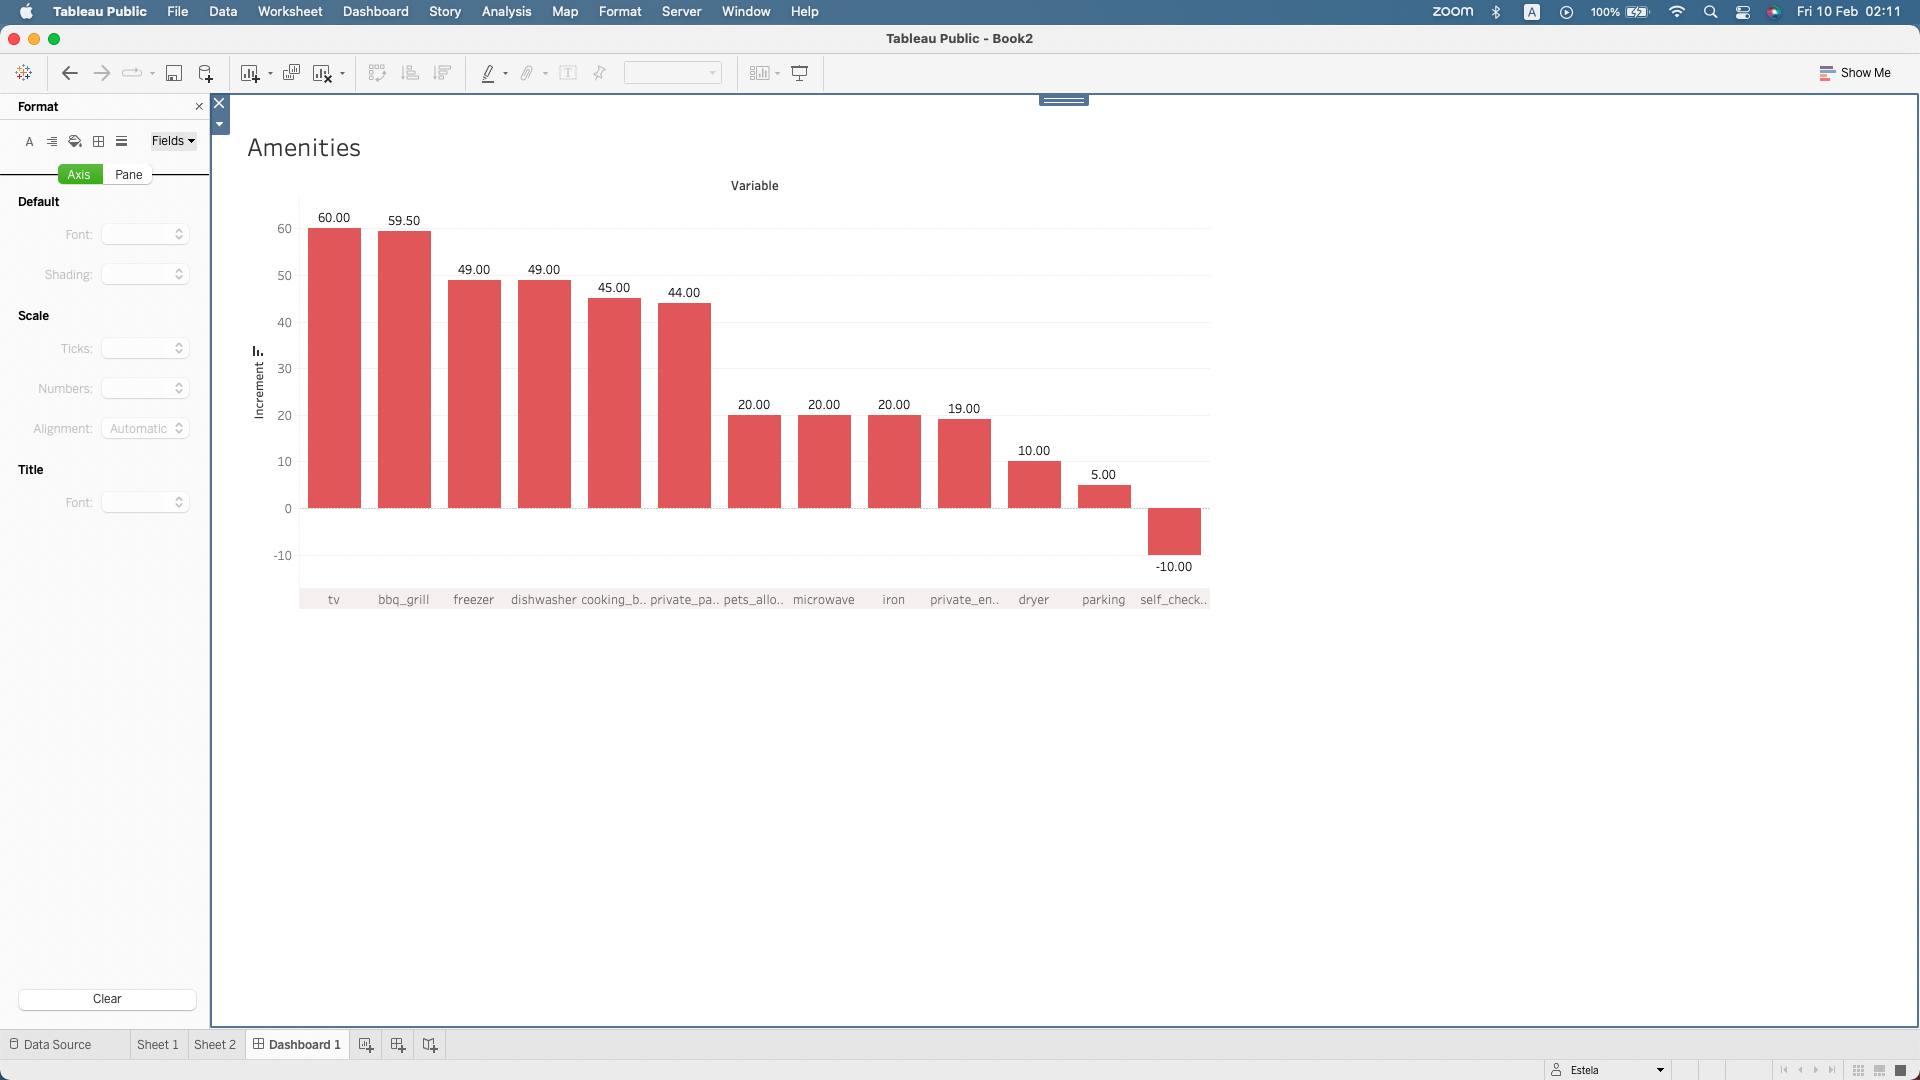 Tableau Public File Data Worksheet Dashboard Story Analysis Map Format Server Window Help zoom A 100% Fri 10 Feb 02:11
Tableau Public - Book2
Show Me
Format
A Fields
Axis Pane
Default
Font:
Shading:
Scale
Ticks:
Numbers:
Alignment: Automatic
Title
Font:
Clear
Amenities
Variable
60.00 59.50 49.00 49.00 45.00 44.00 20.00 20.00 20.00 19.00 10.00 5.00 -10.00
Increment
60
50
40
30
20
10
0
-10
tv bbq_grill freezer dishwasher cooking_b.. private_pa.. pets_allo.. microwave iron private_en.. dryer parking self_check..
Data Source Sheet 1 Sheet 2 Dashboard 1
Estela